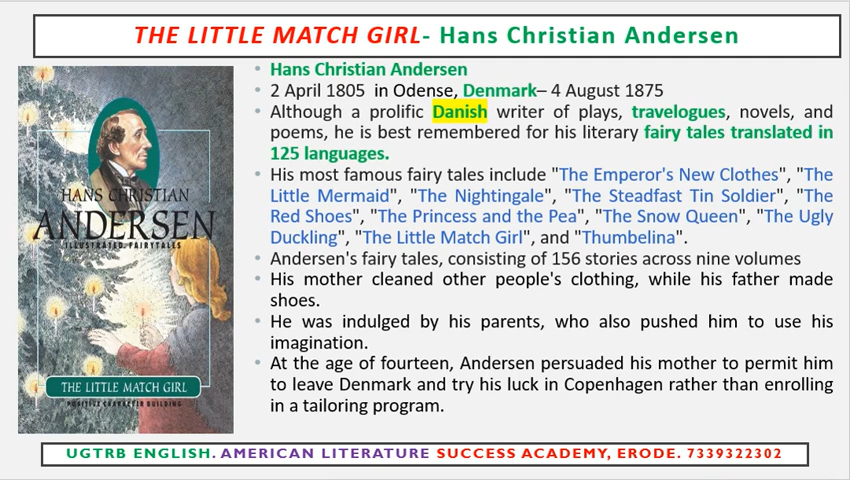 THE LITTLE MATCH GIRL- Hans Christian Andersen
HANS CHRISTIAN
ANDERSEN
ILLUSTRATED FAIRYTALES
THE LITTLE MATCH GIRL
POSITIVE CHARACTER BUILDING
• Hans Christian Andersen
• 2 April 1805 in Odense, Denmark– 4 August 1875
• Although a prolific Danish writer of plays, travelogues, novels, and
poems, he is best remembered for his literary fairy tales translated in
125 languages.
• His most famous fairy tales include "The Emperor's New Clothes", "The
Little Mermaid", "The Nightingale", "The Steadfast Tin Soldier", "The
Red Shoes", "The Princess and the Pea", "The Snow Queen", "The Ugly
Duckling", "The Little Match Girl", and "Thumbelina".
• Andersen's fairy tales, consisting of 156 stories across nine volumes
• His mother cleaned other people's clothing, while his father made
shoes.
• He was indulged by his parents, who also pushed him to use his
imagination.
• At the age of fourteen, Andersen persuaded his mother to permit him
to leave Denmark and try his luck in Copenhagen rather than enrolling
in a tailoring program.
UGTRB ENGLISH. AMERICAN LITERATURE SUCCESS ACADEMY, ERODE. 7339322302